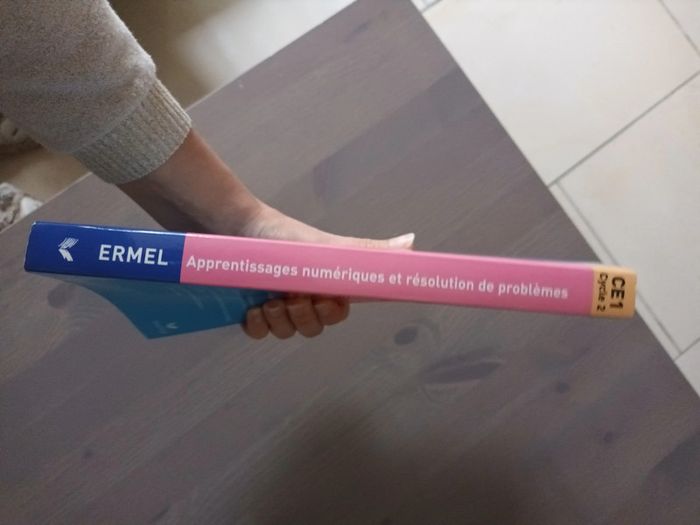 ERMEL
Apprentissages numériques et résolution de problèmes
CE1
Cycle 2